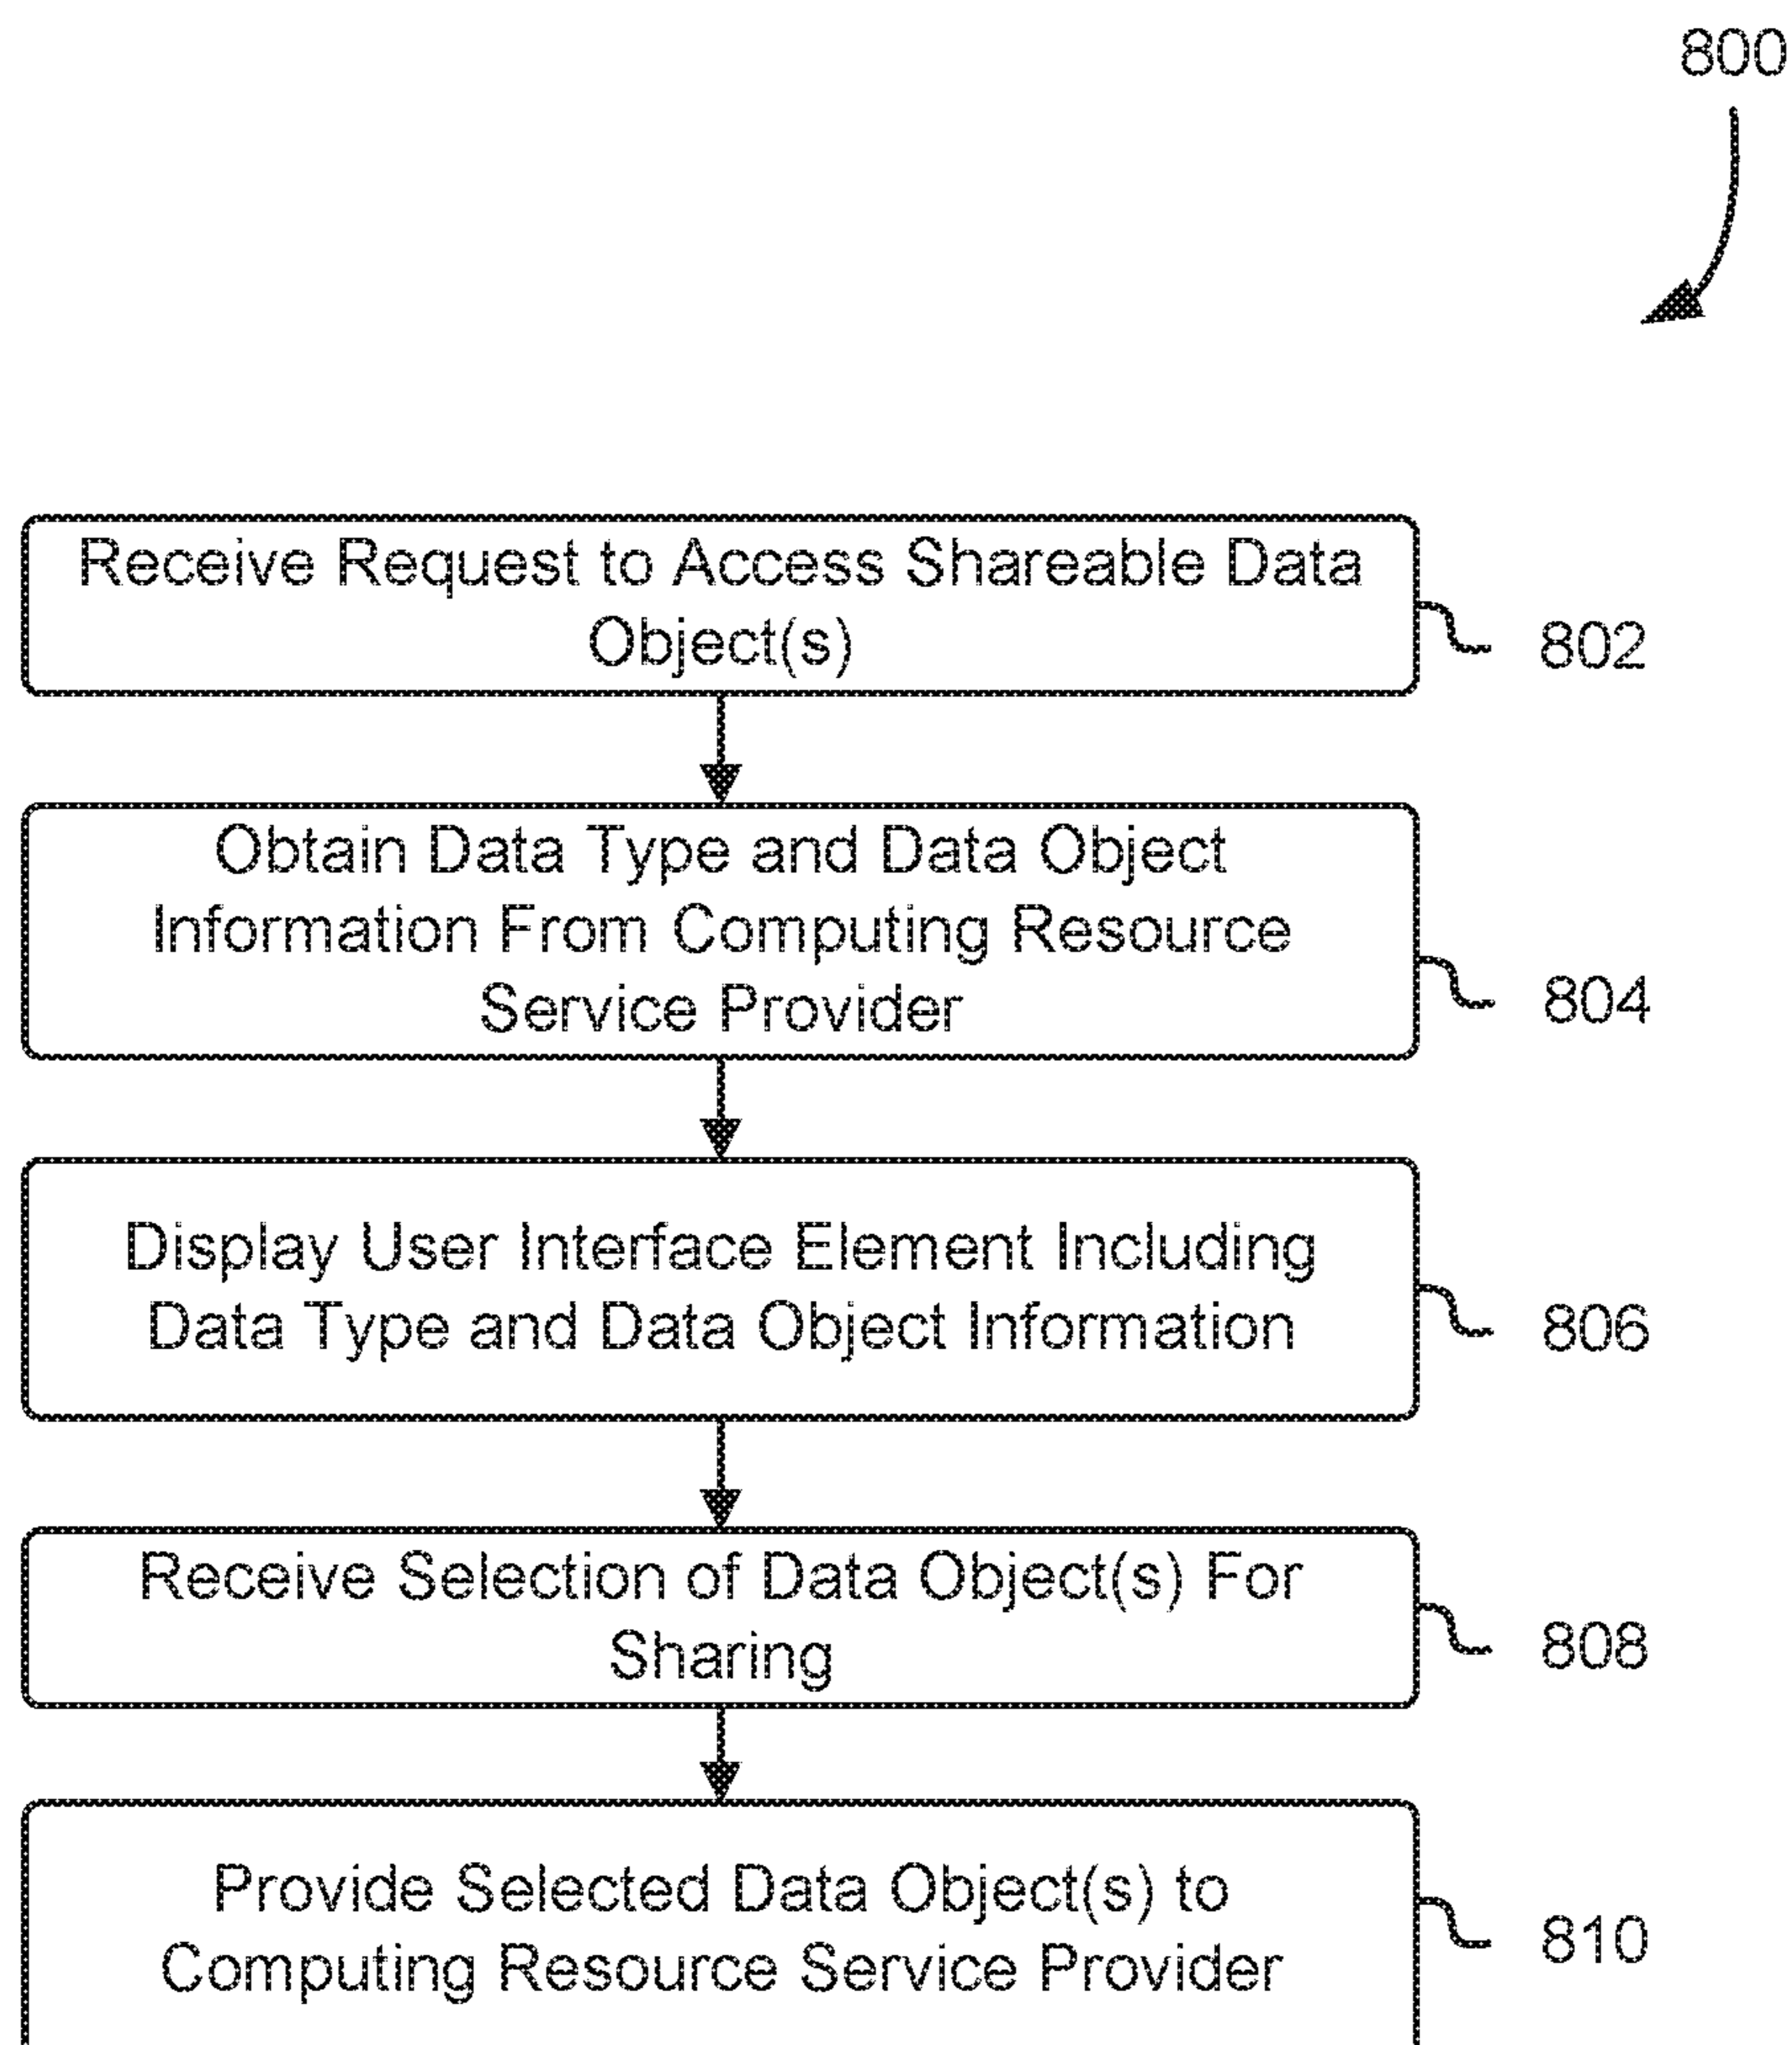 800
Receive Request to Access Shareable Data
Object(s)
802
Obtain Data Type and Data Object
Information From Computing Resource
Service Provider
804
Display User Interface Element Including
Data Type and Data Object Information
806
Receive Selection of Data Object(s) For
Sharing
808
Provide Selected Data Object(s) to
Computing Resource Service Provider
810